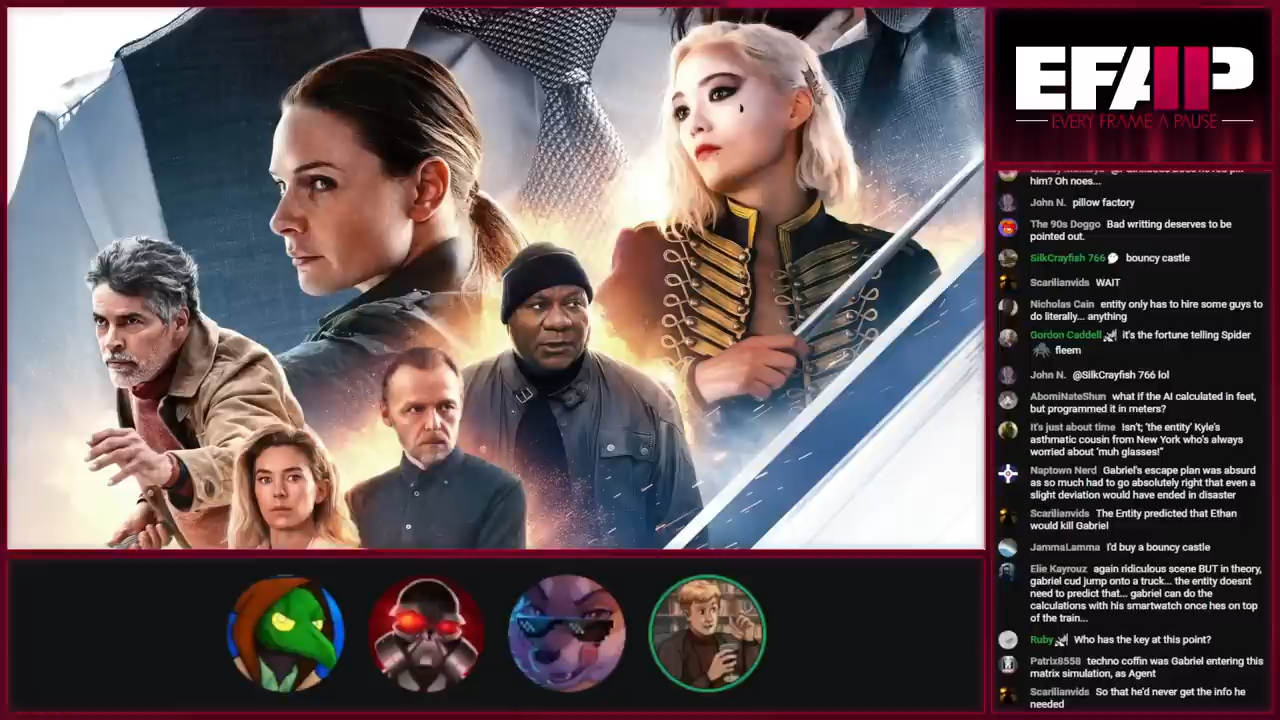 EFAP
EVERY FRAME A PAUSE
him? Oh noes...
John N. pillow factory
The 90s Doggo Bad writting deserves to be
pointed out.
SilkCrayfish 766 bouncy castle
Scarilianvids WAIT
Nicholas Cain entity only has to hire some guys to
do literally... anything
Gordon Caddell it's the fortune telling Spider
fleem
John N. @SilkCrayfish 766 lol
AbomiNateShun what if the AI calculated in feet,
but programmed it in meters?
It's just about time Isn't; 'the entity' Kyle's
asthmatic cousin from New York who's always
worried about 'muh glasses!"
Naptown Nerd Gabriel's escape plan was absurd
as so much had to go absolutely right that even a
slight deviation would have ended in disaster
Scarilianvids The Entity predicted that Ethan
would kill Gabriel
JammaLamma I'd buy a bouncy castle
Elie Kayrouz again ridiculous scene BUT in theory,
gabriel cud jump onto a truck... the entity doesnt
need to predict that... gabriel can do the
calculations with his smartwatch once hes on top
of the train...
Ruby Who has the key at this point?
Patrix8558 techno coffin was Gabriel entering this
matrix simulation, as Agent
Scarilianvids So that he'd never get the info he
needed